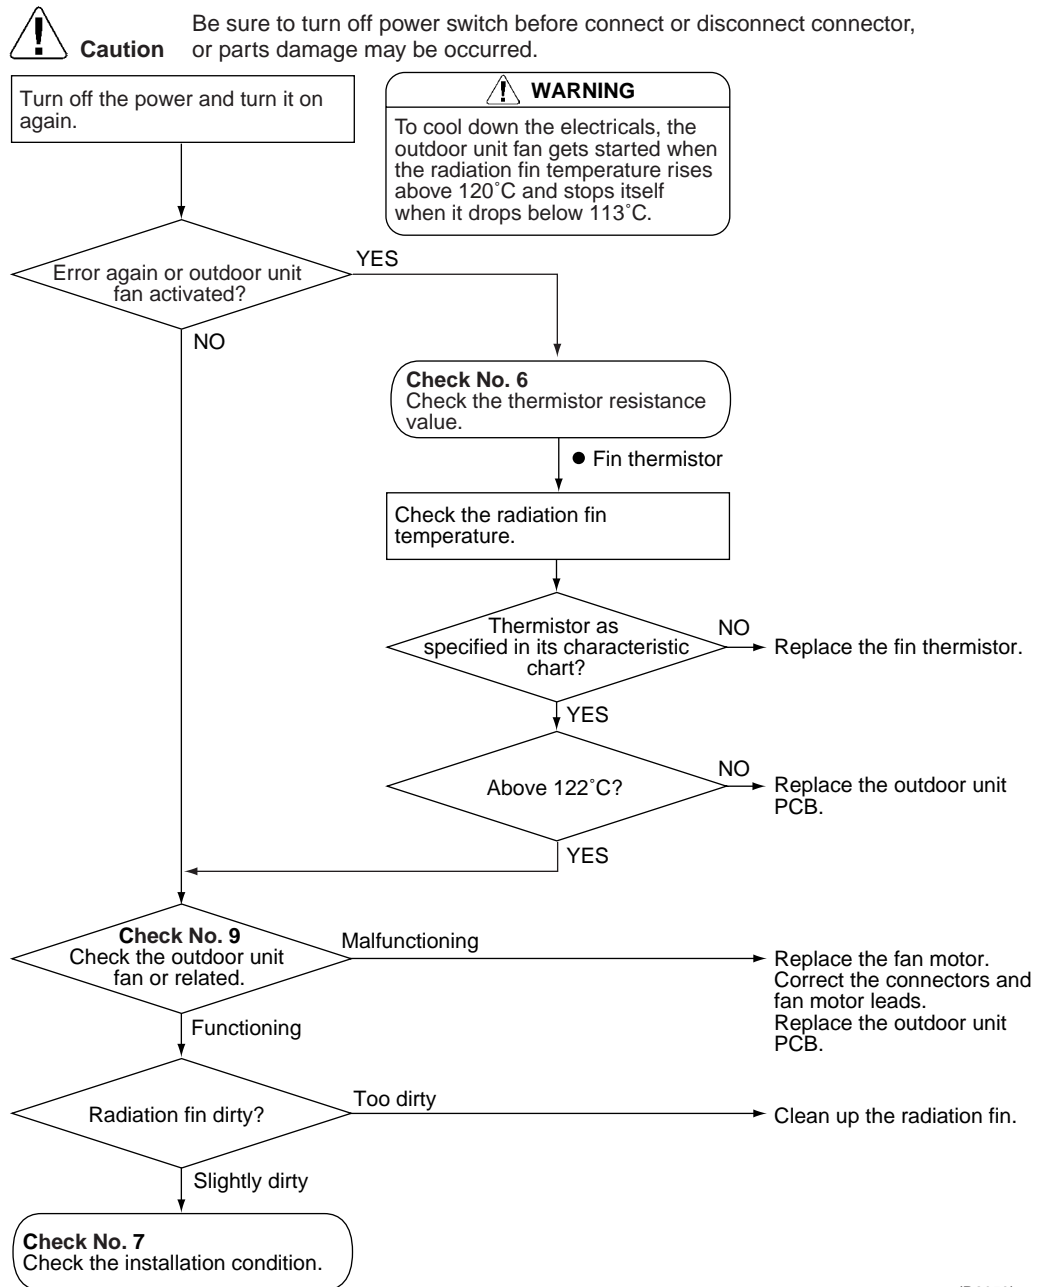 Be sure to turn off power switch before connect or disconnect connector,
Caution or parts damage may be occurred.
Turn off the power and turn it on
again.
WARNING
To cool down the electricals, the
outdoor unit fan gets started when
the radiation fin temperature rises
above 120˚C and stops itself
when it drops below 113˚C.
Error again or outdoor unit
fan activated?
YES
NO
Check No. 6
Check the thermistor resistance
value.
● Fin thermistor
Check the radiation fin
temperature.
Thermistor as
specified in its characteristic
chart?
NO
Replace the fin thermistor.
YES
Above 122˚C?
NO
Replace the outdoor unit
PCB.
YES
Check No. 9
Check the outdoor unit
fan or related.
Malfunctioning
Replace the fan motor.
Correct the connectors and
fan motor leads.
Replace the outdoor unit
PCB.
Functioning
Radiation fin dirty?
Too dirty
Clean up the radiation fin.
Slightly dirty
Check No. 7
Check the installation condition.